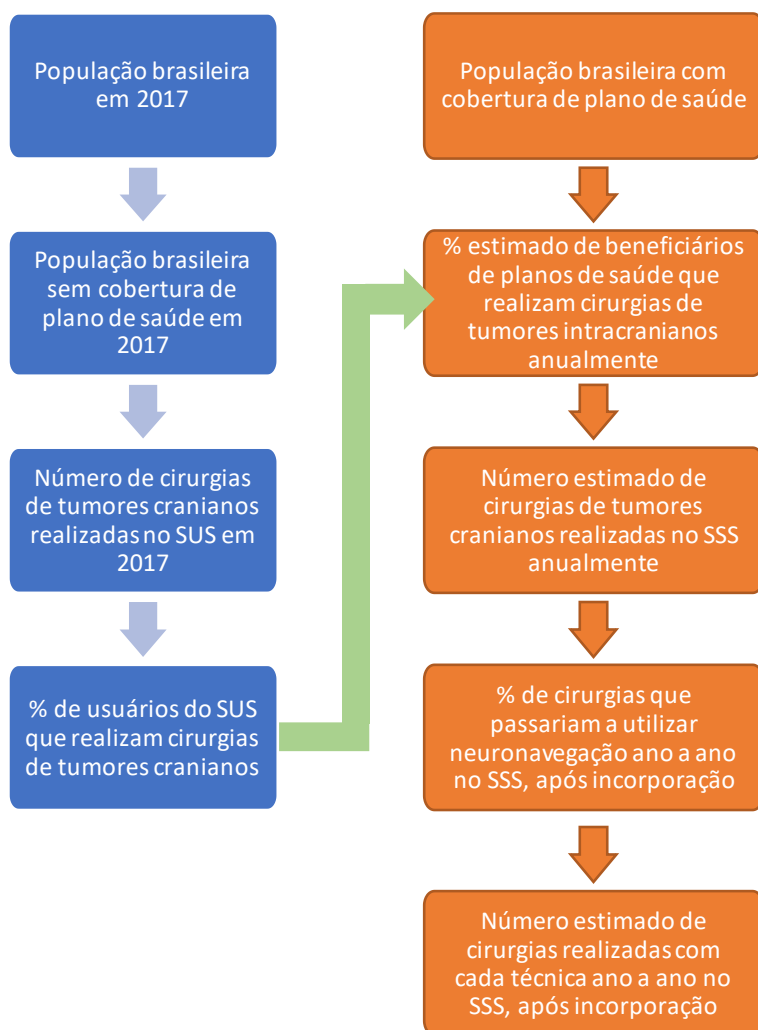 População brasileira
em 2017
População brasileira
sem cobertura de
plano de saúde em
2017
Número de cirurgias
de tumores cranianos
realizadas no SUS em
2017
% de usuários do SUS
que realizam cirurgias
de tumores cranianos
População brasileira com
cobertura de plano de saúde
% estimado de beneficiários
de planos de saúde que
realizam cirurgias de
tumores intracranianos
anualmente
Número estimado de
cirurgias de tumores
cranianos realizadas no SSS
anualmente
% de cirurgias que
passariam a utilizar
neuronavegação ano a ano
no SSS, após incorporação
Número estimado de
cirurgias realizadas com
cada técnica ano a ano no
SSS, após incorporação